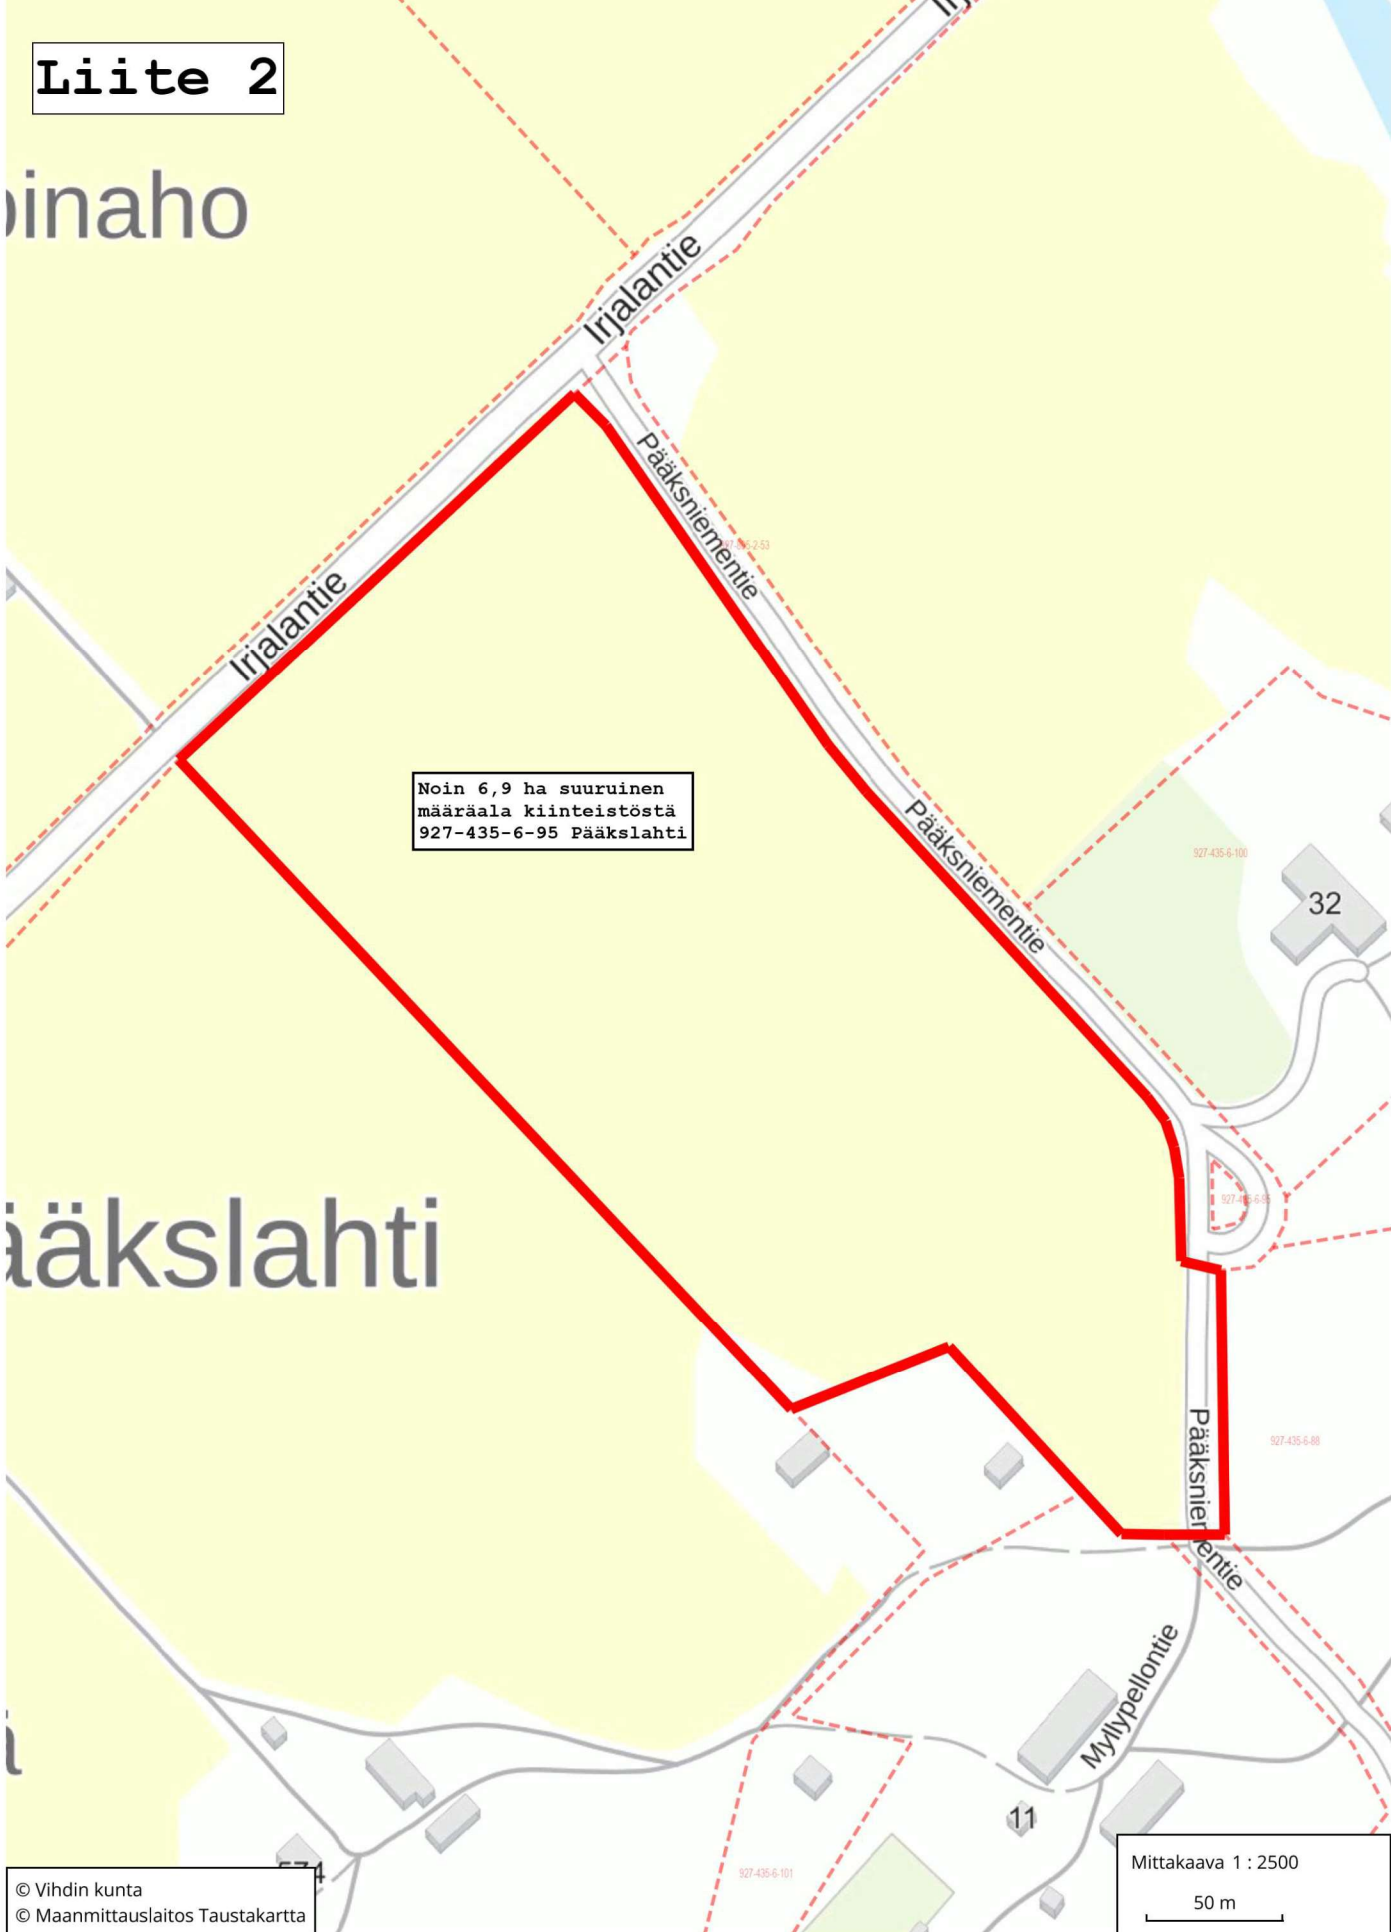 Liite 2
Irjalantie
Irjalantie
Pääksniementie
Noin 6,9 ha suuruinen
määräala kiinteistöstä
927-435-6-95 Pääkslahti
Pääksniementie
927-435-6-100
32
927-435-6-88
Pääksniementie
Myllypellontie
11
927-435-6-101
Mittakaava 1 : 2500
50 m
© Vihdin kunta
© Maanmittauslaitos Taustakartta